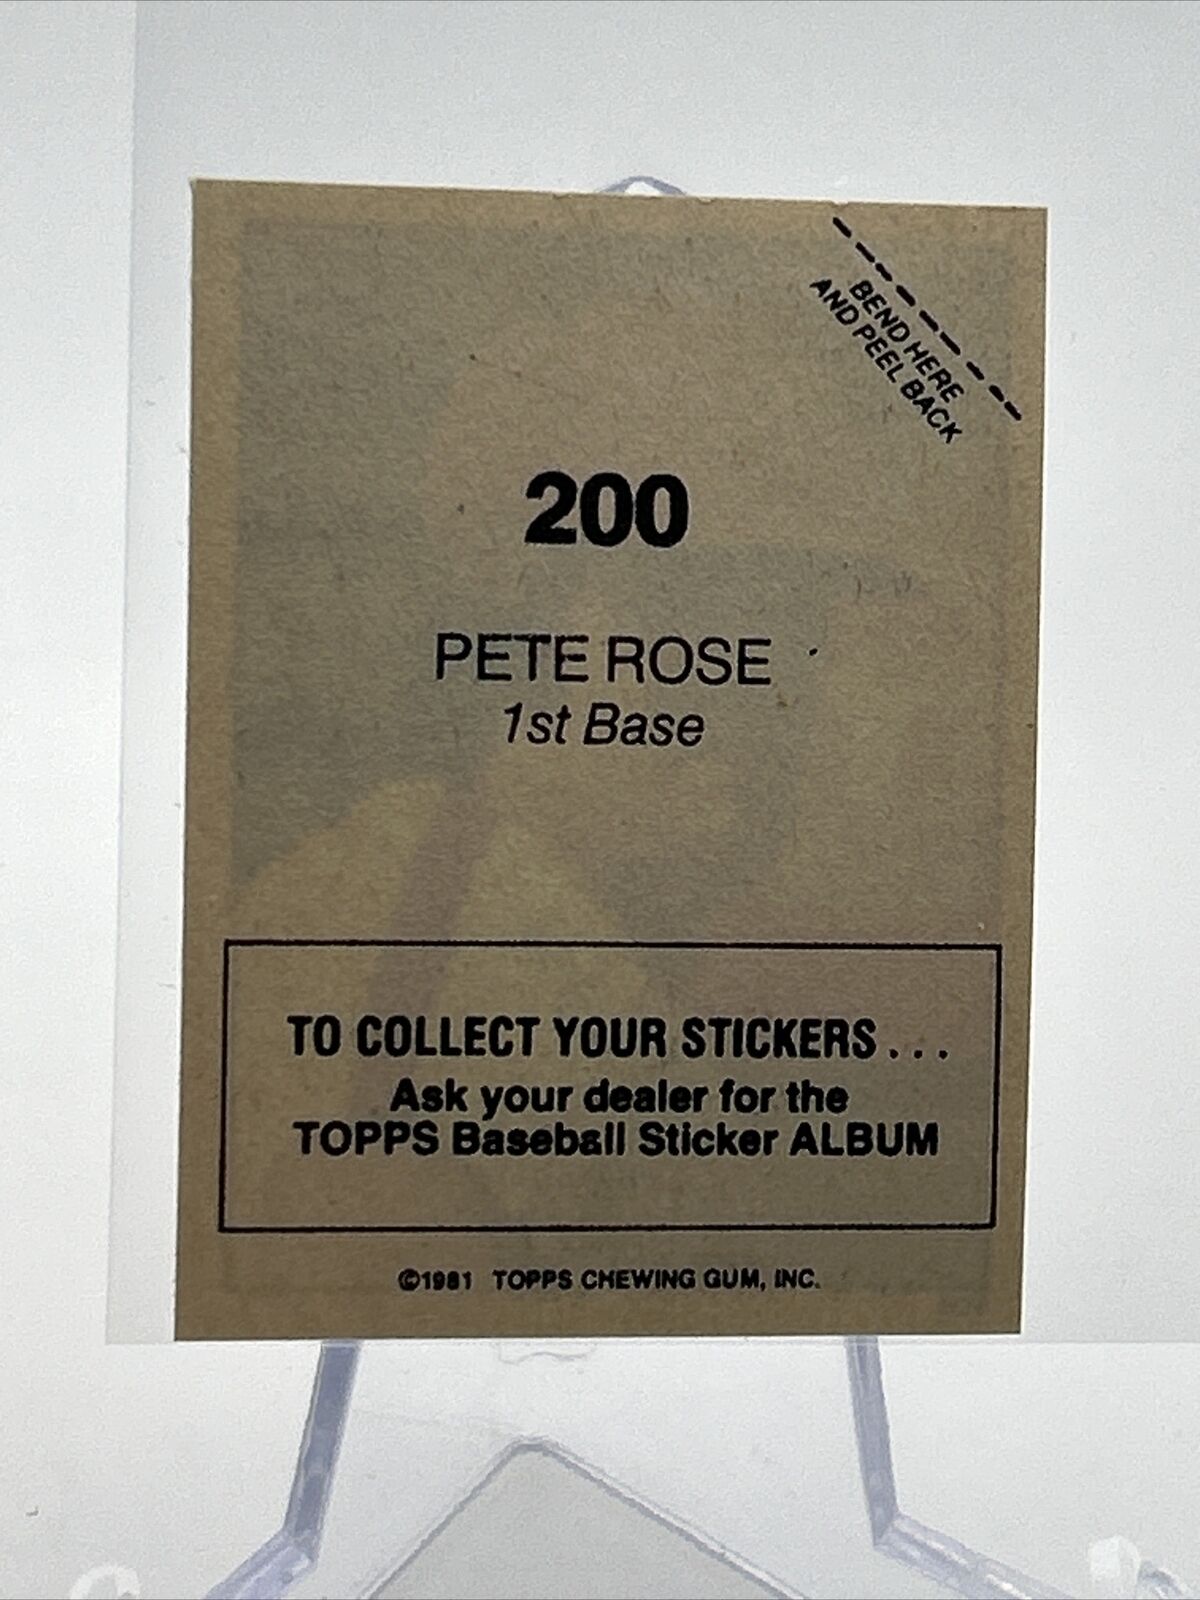 BEND HERE
AND PEEL BACK
200
PETE ROSE
1st Base
TO COLLECT YOUR STICKERS . . .
Ask your dealer for the
TOPPS Baseball Sticker ALBUM
©1981 TOPPS CHEWING GUM, INC.